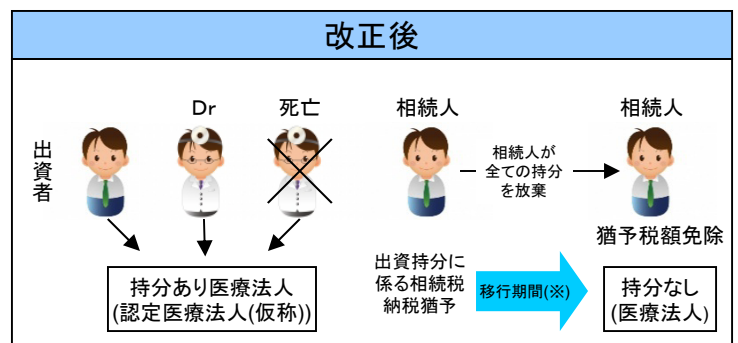 改正後
Dr
死亡
相続人
相続人
出資者
相続人が
全ての持分
を放棄
猶予税額免除
持分あり医療法人
(認定医療法人(仮称))
出資持分に
係る相続税
納税猶予
移行期間(※)
持分なし
(医療法人)